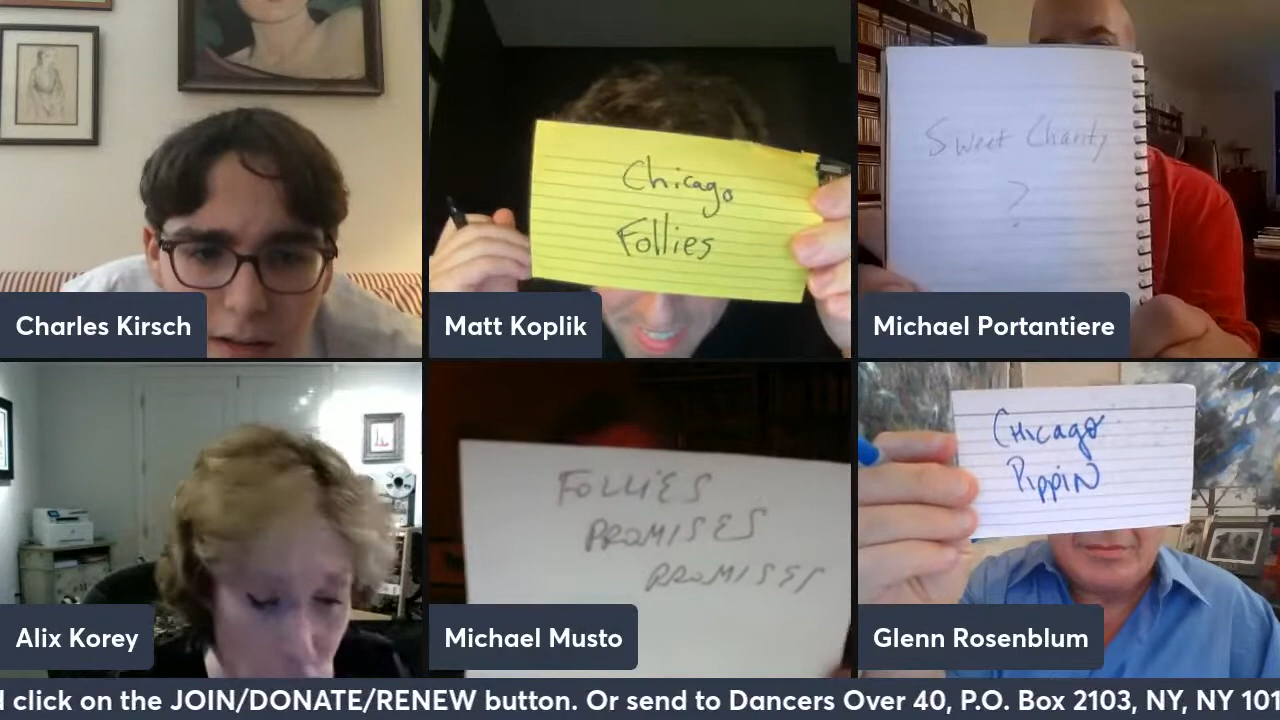 Chicago
Follies
Sweet Charity
?
Charles Kirsch
Matt Koplik
Michael Portantiere
FOLLIES
PROMISES
PROMISES
Chicago
Pippin
Alix Korey
Michael Musto
Glenn Rosenblum
click on the JOIN/DONATE/RENEW button. Or send to Dancers Over 40, P.O. Box 2103, NY, NY 101